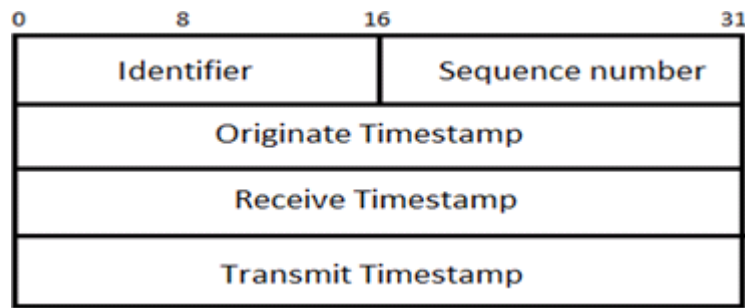 0 8 16 31
Identifier Sequence number
Originate Timestamp
Receive Timestamp
Transmit Timestamp